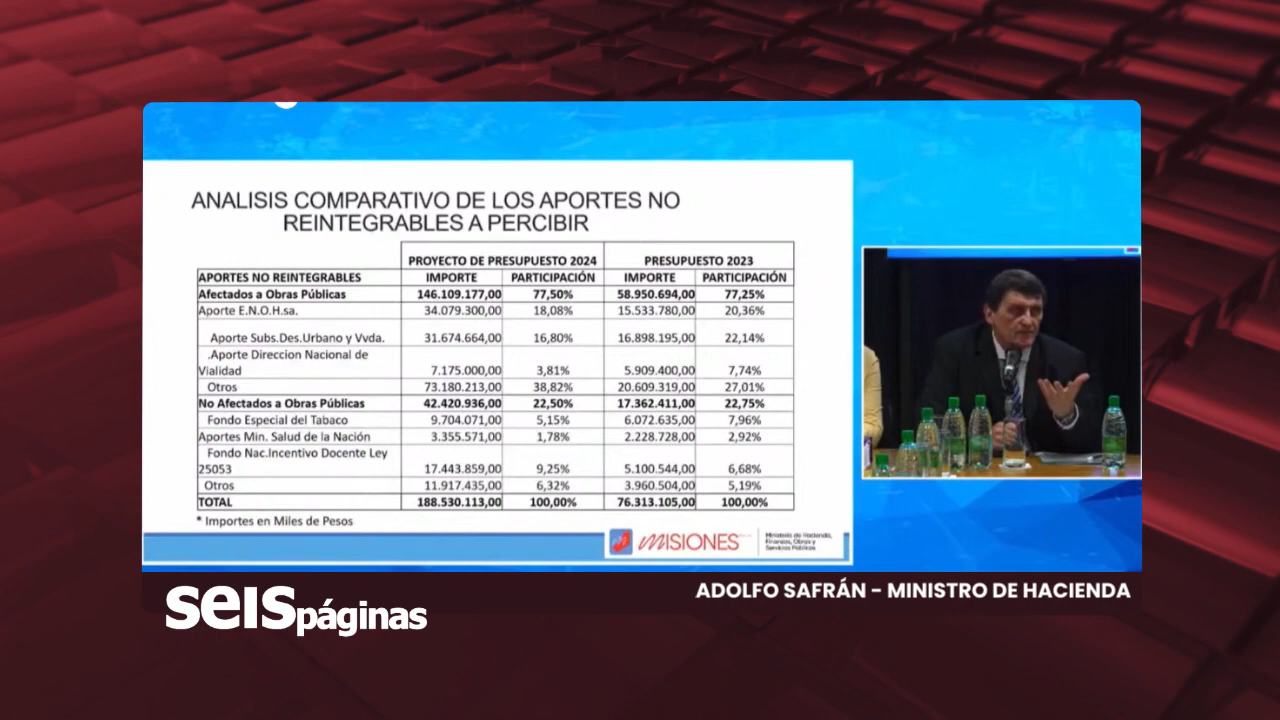 ANALISIS COMPARATIVO DE LOS APORTES NO
REINTEGRABLES A PERCIBIR
PROYECTO DE PRESUPUESTO 2024 PRESUPUESTO 2023
APORTES NO REINTEGRABLES IMPORTE PARTICIPACIÓN IMPORTE PARTICIPACIÓN
Afectados a Obras Públicas 146.109.177,00 77,50% 58.950.694,00 77,25%
Aporte E.N.O.H.sa. 34.079.300,00 18,08% 15.533.780,00 20,36%
Aporte Subs.Des.Urbano y Vvda. 31.674.664,00 16,80% 16.898.195,00 22,14%
.Aporte Direccion Nacional de
Vialidad 7.175.000,00 3,81% 5.909.400,00 7,74%
Otros 73.180.213,00 38,82% 20.609.319,00 27,01%
No Afectados a Obras Públicas 42.420.936,00 22,50% 17.362.411,00 22,75%
Fondo Especial del Tabaco 9.704.071,00 5,15% 6.072.635,00 7,96%
Aportes Min. Salud de la Nación 3.355.571,00 1,78% 2.228.728,00 2,92%
Fondo Nac.Incentivo Docente Ley
25053 17.443.859,00 9,25% 5.100.544,00 6,68%
Otros 11.917.435,00 6,32% 3.960.504,00 5,19%
TOTAL 188.530.113,00 100,00% 76.313.105,00 100,00%
* Importes en Miles de Pesos
MISIONES
Ministerio de Hacienda,
Finanzas, Obras y
Servicios Públicos
ADOLFO SAFRÁN - MINISTRO DE HACIENDA
seis páginas